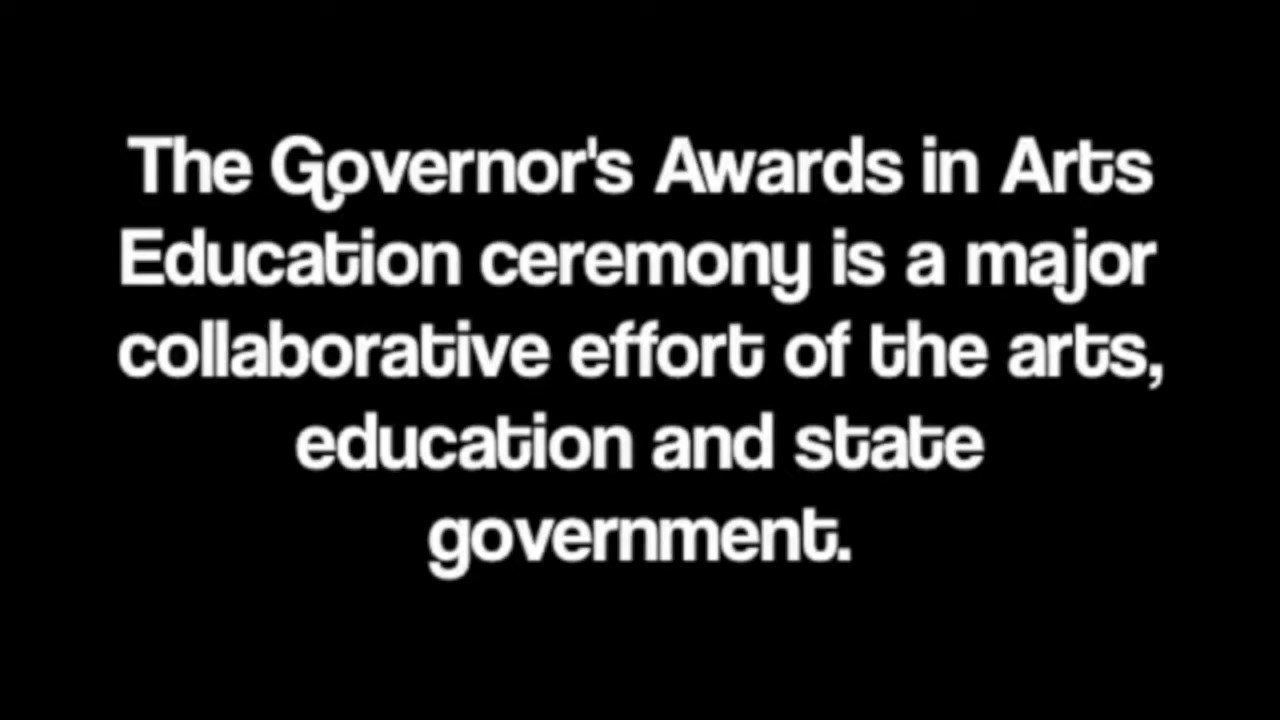 The Governor's Awards in Arts
Education ceremony is a major
collaborative effort of the arts,
education and state
government.